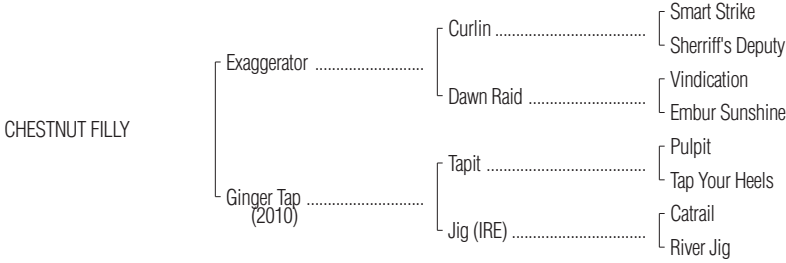 Smart Strike
Curlin ....................................
Sherriff's Deputy
Exaggerator .........................
Vindication
Dawn Raid ............................
Embur Sunshine
CHESTNUT FILLY
Pulpit
Tapit ......................................
Tap Your Heels
Ginger Tap ...........................
(2010)
Catrail
Jig (IRE) ................................
River Jig